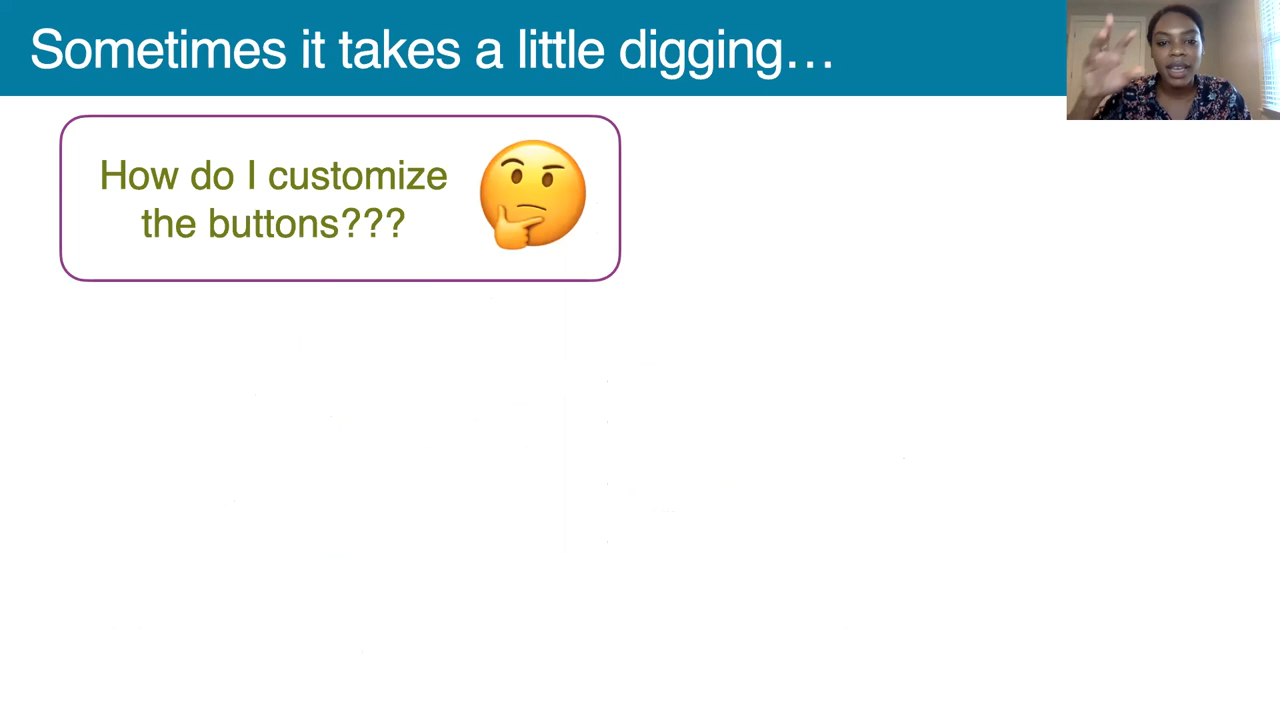 Sometimes it takes a little digging…
How do I customize
the buttons???